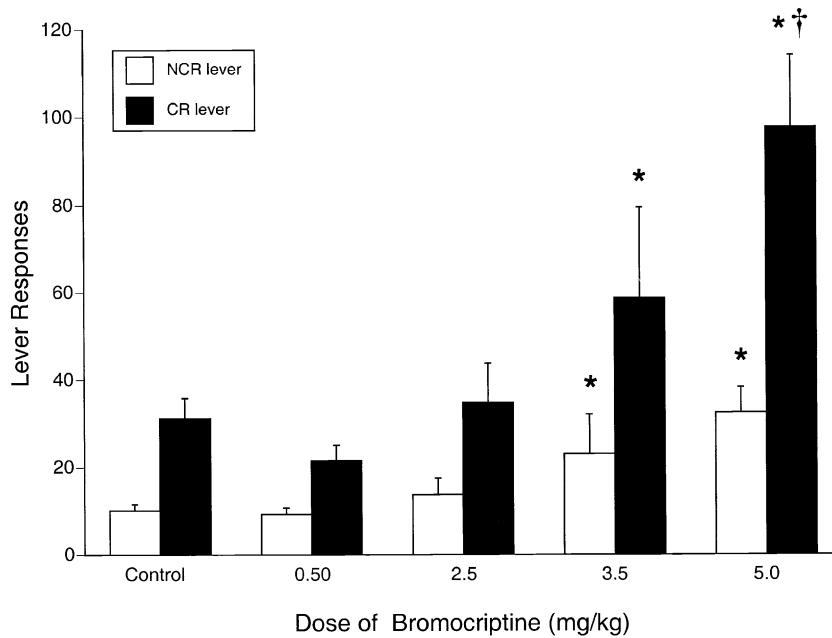 120
100
80
60
40
20
0
Lever Responses
NCR lever
CR lever
*
*
*
*†
*
Control 0.50 2.5 3.5 5.0
Dose of Bromocriptine (mg/kg)